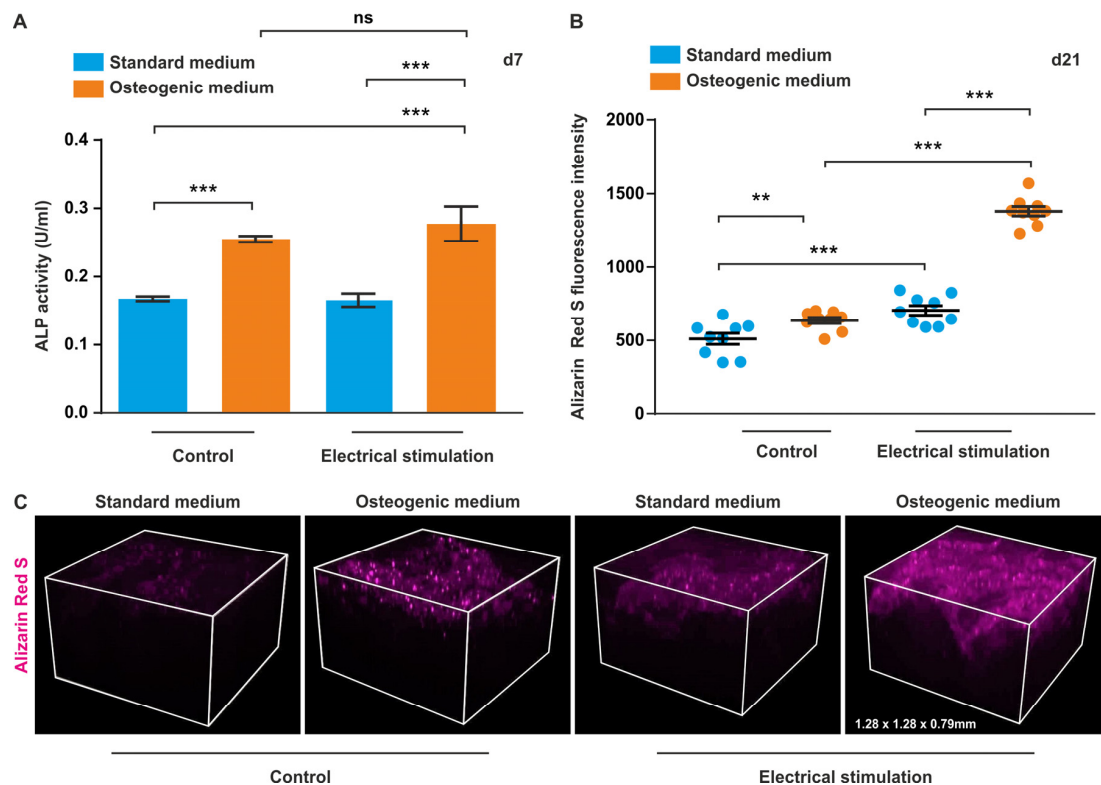 A
ns
Standard medium
d7
Osteogenic medium
***
***
***
ALP activity (U/ml)
0.4
0.3
0.2
0.1
0.0
Control
Electrical stimulation
B
Standard medium
d21
Osteogenic medium
***
***
**
***
Alizarin Red S fluorescence intensity
2000
1500
1000
500
0
Control
Electrical stimulation
C
Standard medium
Osteogenic medium
Standard medium
Osteogenic medium
Alizarin Red S
1.28 x 1.28 x 0.79mm
Control
Electrical stimulation